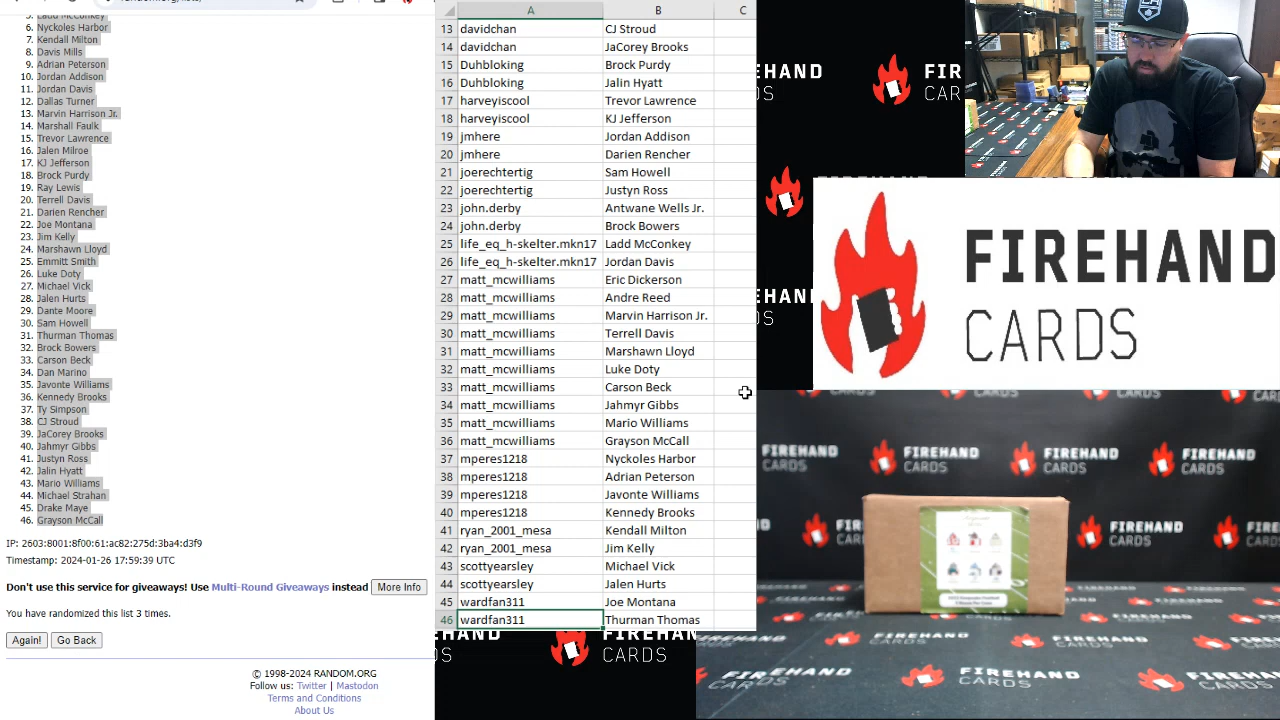 5. Ladd McConkey
6. Nyckoles Harbor
7. Kendall Milton
8. Davis Mills
9. Adrian Peterson
10. Jordan Addison
11. Jordan Davis
12. Dallas Turner
13. Marvin Harrison Jr.
14. Marshall Faulk
15. Trevor Lawrence
16. Jalen Milroe
17. KJ Jefferson
18. Brock Purdy
19. Ray Lewis
20. Terrell Davis
21. Darien Rencher
22. Joe Montana
23. Jim Kelly
24. Marshawn Lloyd
25. Emmitt Smith
26. Luke Doty
27. Michael Vick
28. Jalen Hurts
29. Dante Moore
30. Sam Howell
31. Thurman Thomas
32. Brock Bowers
33. Carson Beck
34. Dan Marino
35. Javonte Williams
36. Kennedy Brooks
37. Ty Simpson
38. CJ Stroud
39. JaCorey Brooks
40. Jahmyr Gibbs
41. Justyn Ross
42. Jalin Hyatt
43. Mario Williams
44. Michael Strahan
45. Drake Maye
46. Grayson McCall
IP: 2603:8001:8f00:61:ac82:275d:3ba4:d3f9
Timestamp: 2024-01-26 17:59:39 UTC
Don't use this service for giveaways! Use Multi-Round Giveaways instead More Info
You have randomized this list 3 times.
Again! Go Back
© 1998-2024 RANDOM.ORG
Follow us: Twitter | Mastodon
Terms and Conditions
About Us
A B C
13 davidchan CJ Stroud
14 davidchan JaCorey Brooks
15 Duhbloking Brock Purdy
16 Duhbloking Jalin Hyatt
17 harveyiscool Trevor Lawrence
18 harveyiscool KJ Jefferson
19 jmhere Jordan Addison
20 jmhere Darien Rencher
21 joerechtertig Sam Howell
22 joerechtertig Justyn Ross
23 john.derby Antwane Wells Jr.
24 john.derby Brock Bowers
25 life_eq_h-skelter.mkn17 Ladd McConkey
26 life_eq_h-skelter.mkn17 Jordan Davis
27 matt_mcwilliams Eric Dickerson
28 matt_mcwilliams Andre Reed
29 matt_mcwilliams Marvin Harrison Jr.
30 matt_mcwilliams Terrell Davis
31 matt_mcwilliams Marshawn Lloyd
32 matt_mcwilliams Luke Doty
33 matt_mcwilliams Carson Beck
34 matt_mcwilliams Jahmyr Gibbs
35 matt_mcwilliams Mario Williams
36 matt_mcwilliams Grayson McCall
37 mperes1218 Nyckoles Harbor
38 mperes1218 Adrian Peterson
39 mperes1218 Javonte Williams
40 mperes1218 Kennedy Brooks
41 ryan_2001_mesa Kendall Milton
42 ryan_2001_mesa Jim Kelly
43 scottyearsley Michael Vick
44 scottyearsley Jalen Hurts
45 wardfan311 Joe Montana
46 wardfan311 Thurman Thomas
FIREHAND
CARDS